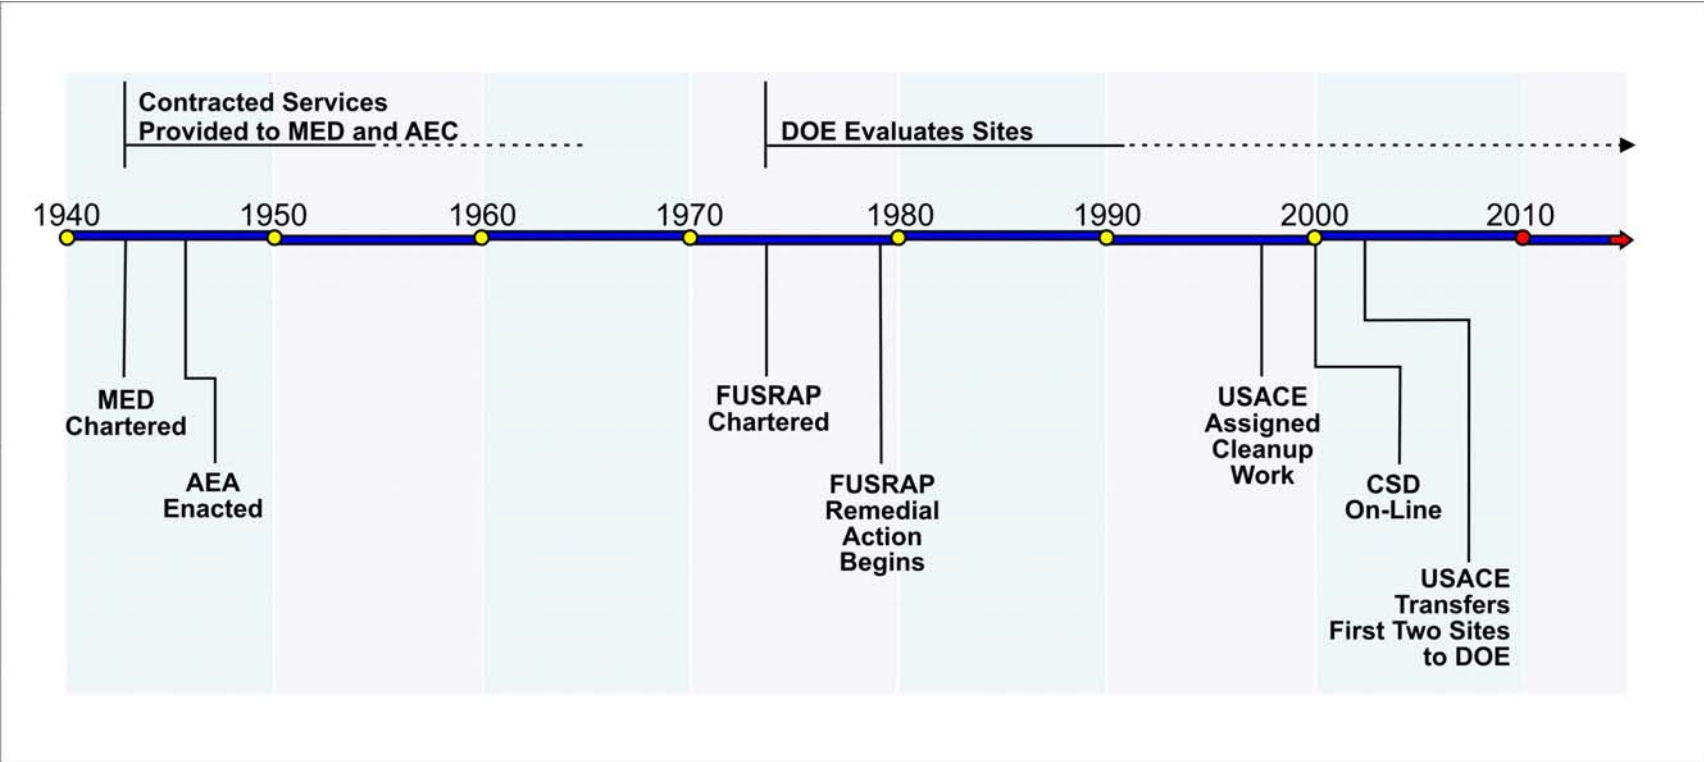 Contracted Services
Provided to MED and AEC
DOE Evaluates Sites
1940 1950 1960 1970 1980 1990 2000 2010
MED
Chartered
AEA
Enacted
FUSRAP
Chartered
FUSRAP
Remedial
Action
Begins
USACE
Assigned
Cleanup
Work
CSD
On-Line
USACE
Transfers
First Two Sites
to DOE